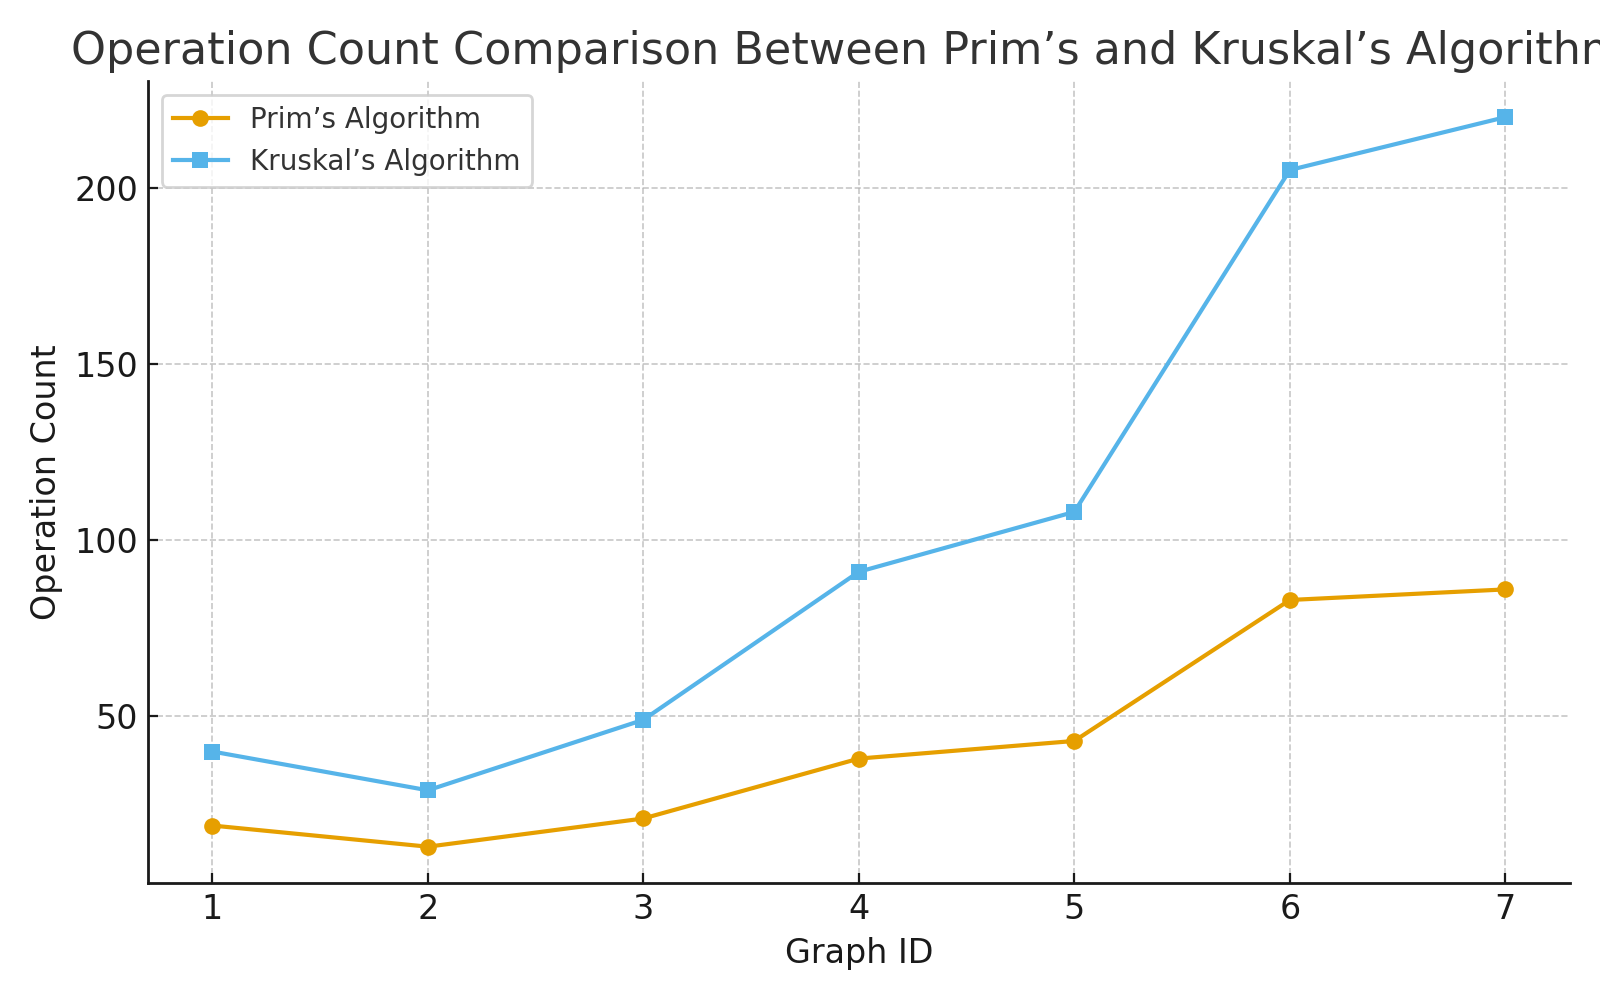 Operation Count Comparison Between Prim’s and Kruskal’s Algorith
Prim’s Algorithm
Kruskal’s Algorithm
200
150
100
50
Operation Count
1 2 3 4 5 6 7
Graph ID